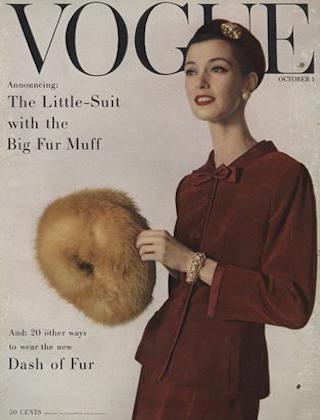 VOGUE
OCTOBER 1
Announcing:
The Little-Suit
with the
Big Fur Muff
And: 20 other ways
to wear the new
Dash of Fur
50 CENTS